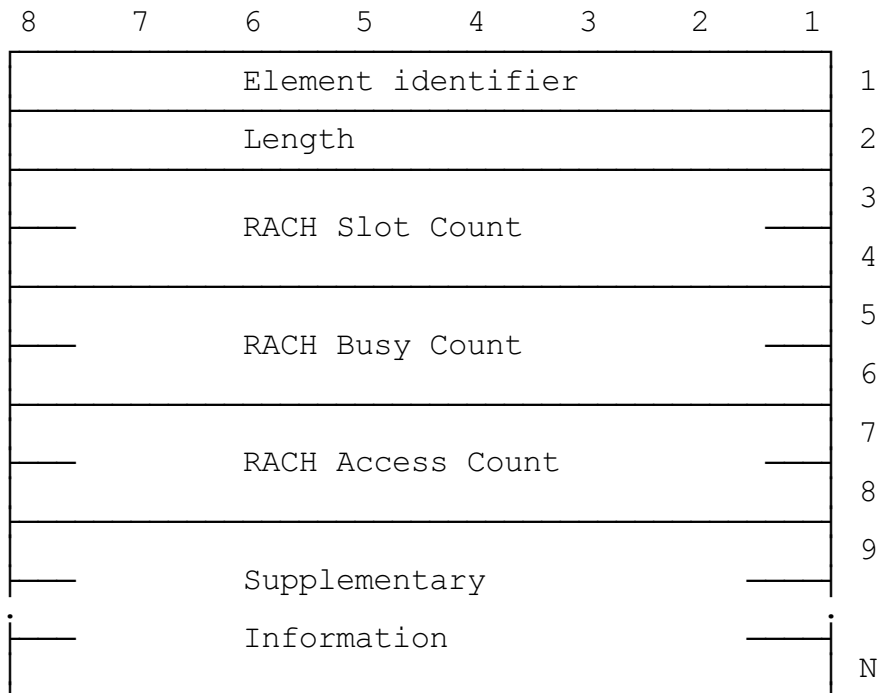 8 7 6 5 4 3 2 1
Element identifier 1
Length 2
3
RACH Slot Count
4
5
RACH Busy Count
6
7
RACH Access Count
8
9
Supplementary
Information
N